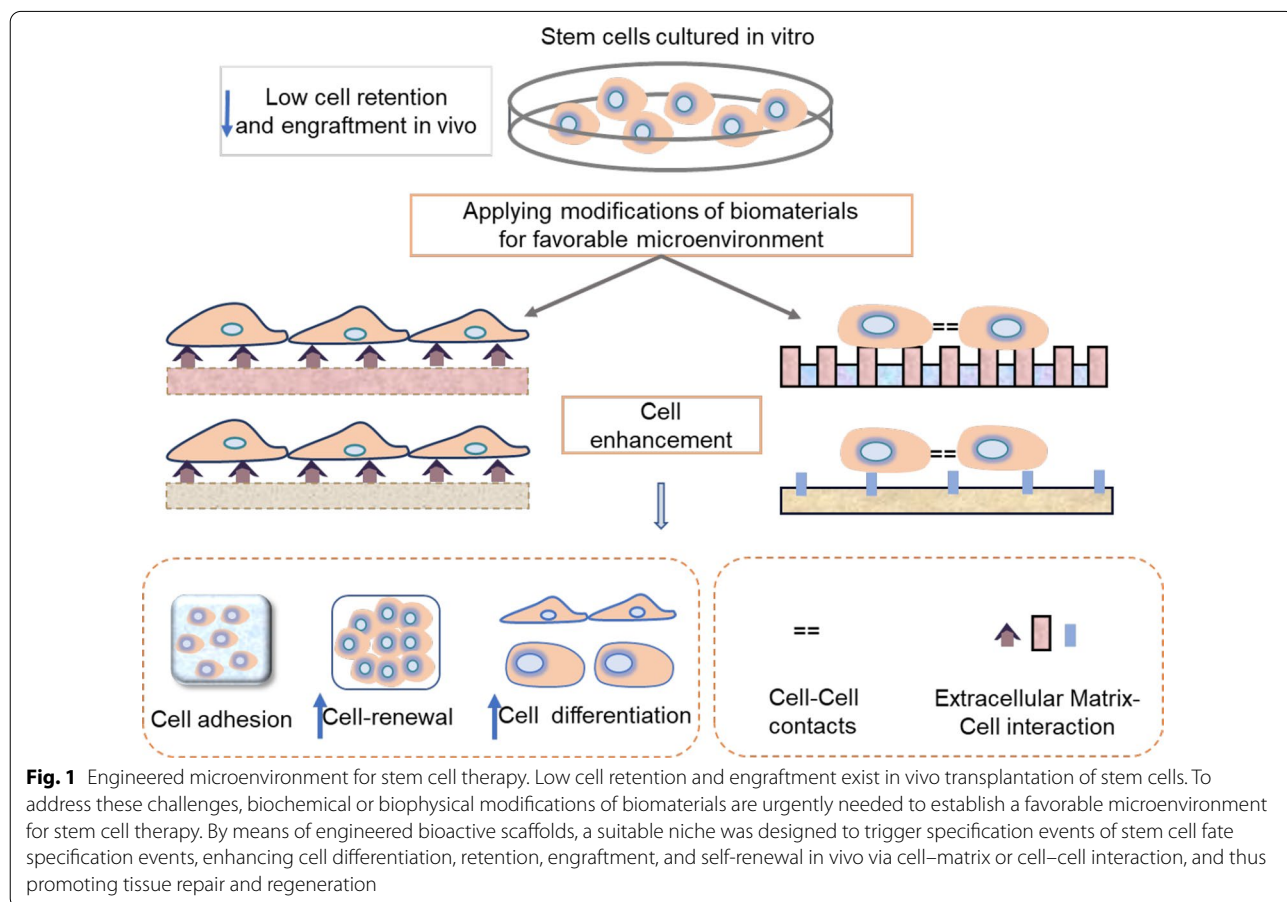 Stem cells cultured in vitro
Low cell retention
and engraftment in vivo
Applying modifications of biomaterials
for favorable microenvironment
==
==
Cell
enhancement
Cell adhesion
Cell-renewal
Cell differentiation
==
Cell-Cell
contacts
Extracellular Matrix-
Cell interaction
Fig. 1 Engineered microenvironment for stem cell therapy. Low cell retention and engraftment exist in vivo transplantation of stem cells. To
address these challenges, biochemical or biophysical modifications of biomaterials are urgently needed to establish a favorable microenvironment
for stem cell therapy. By means of engineered bioactive scaffolds, a suitable niche was designed to trigger specification events of stem cell fate
specification events, enhancing cell differentiation, retention, engraftment, and self-renewal in vivo via cell–matrix or cell–cell interaction, and thus
promoting tissue repair and regeneration